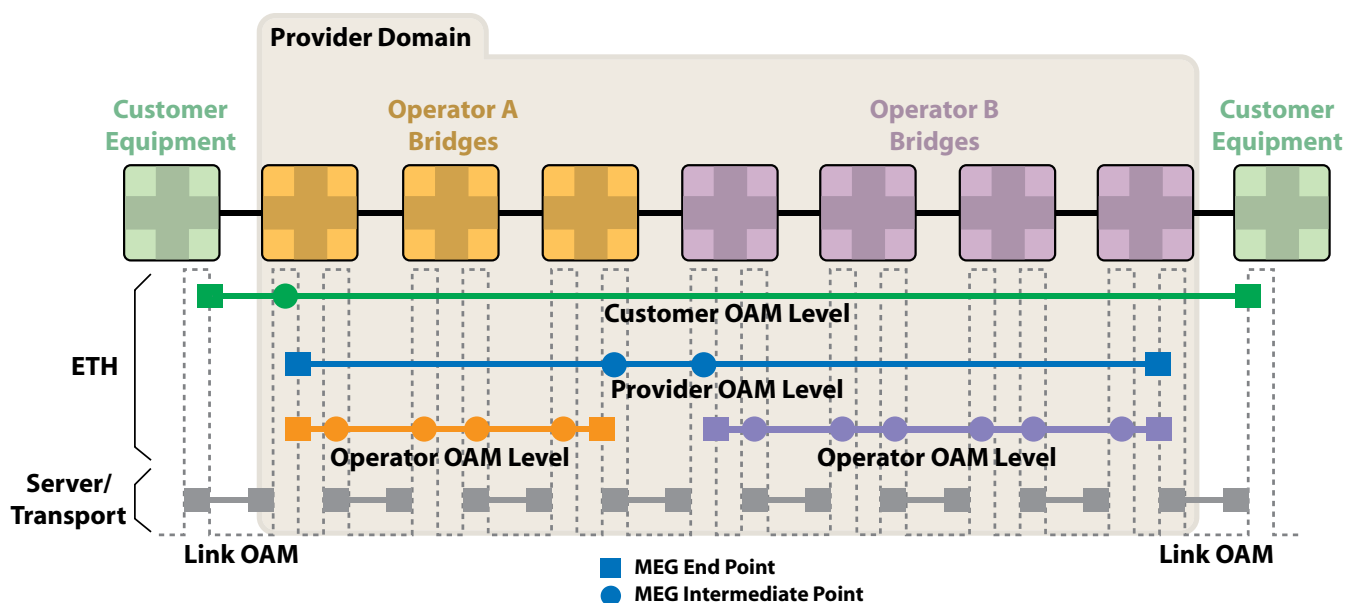 Provider Domain
Customer
Equipment
Operator A
Bridges
Operator B
Bridges
Customer
Equipment
ETH
Customer OAM Level
Provider OAM Level
Operator OAM Level
Operator OAM Level
Server/
Transport
Link OAM
Link OAM
MEG End Point
MEG Intermediate Point